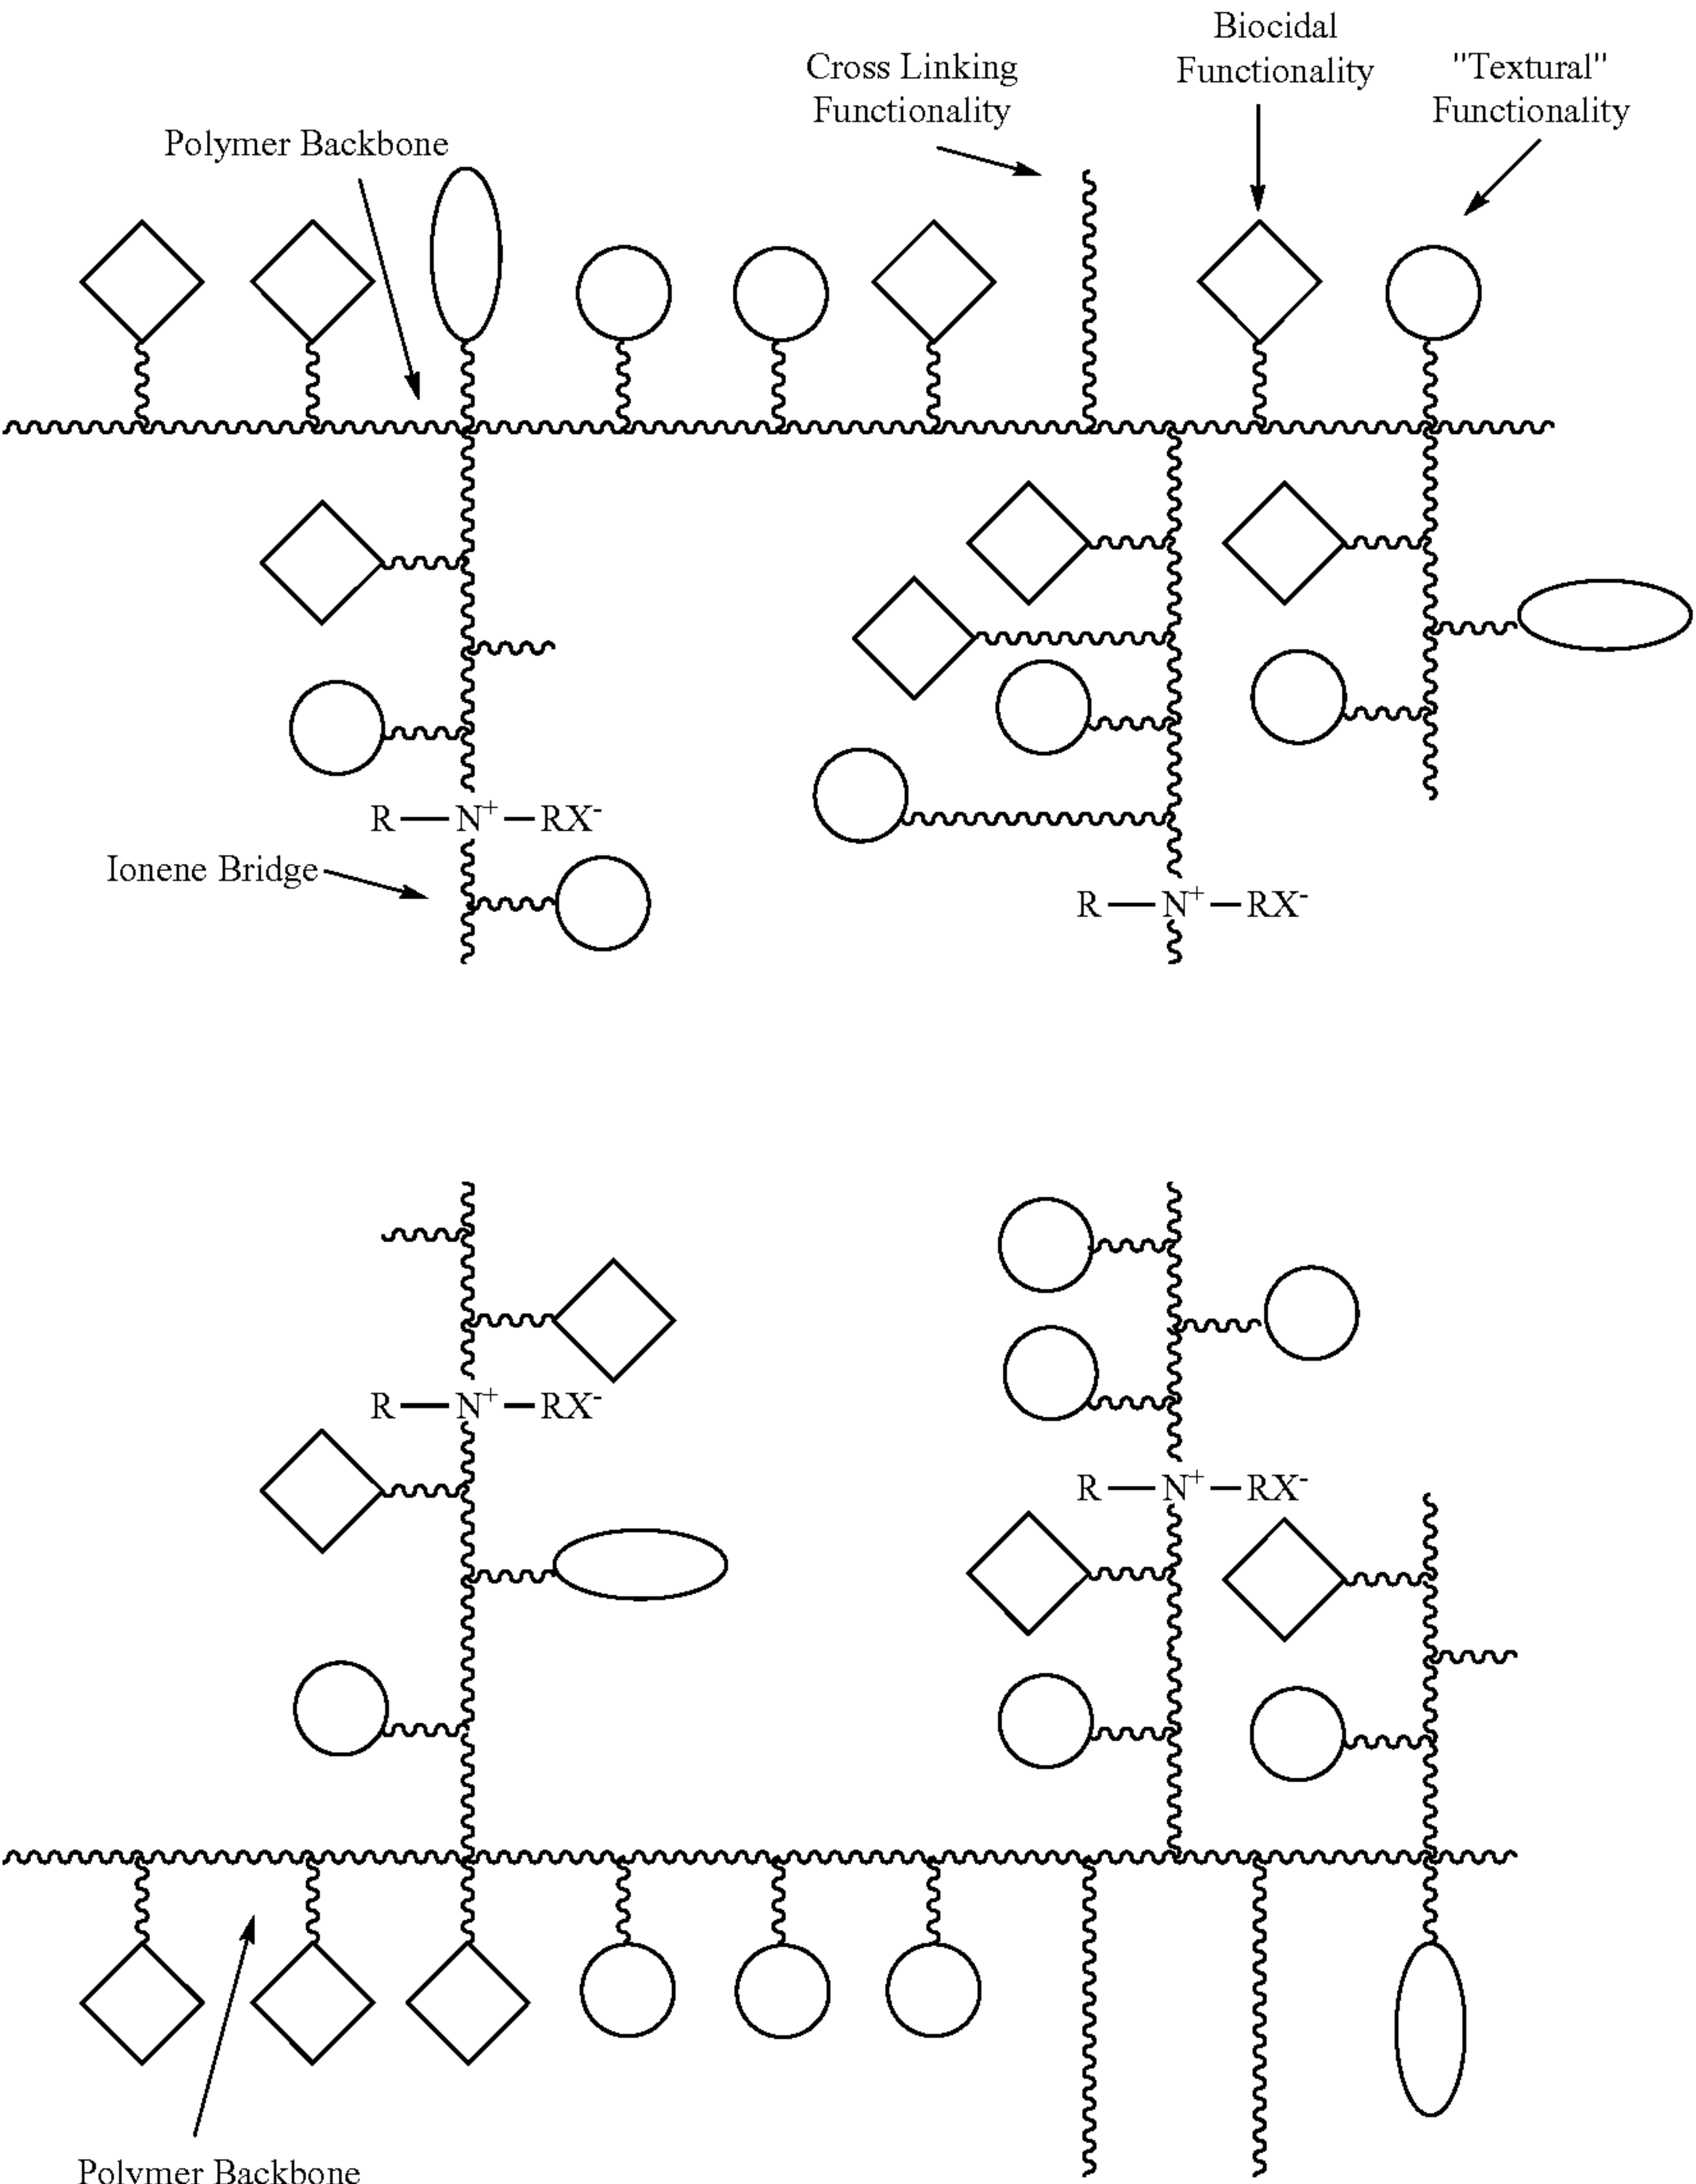 Biocidal
Functionality
Cross Linking
Functionality
"Textural"
Functionality
Polymer Backbone
R—N⁺—RX⁻
Ionene Bridge
R—N⁺—RX⁻
R—N⁺—RX⁻
R—N⁺—RX⁻
Polymer Backbone